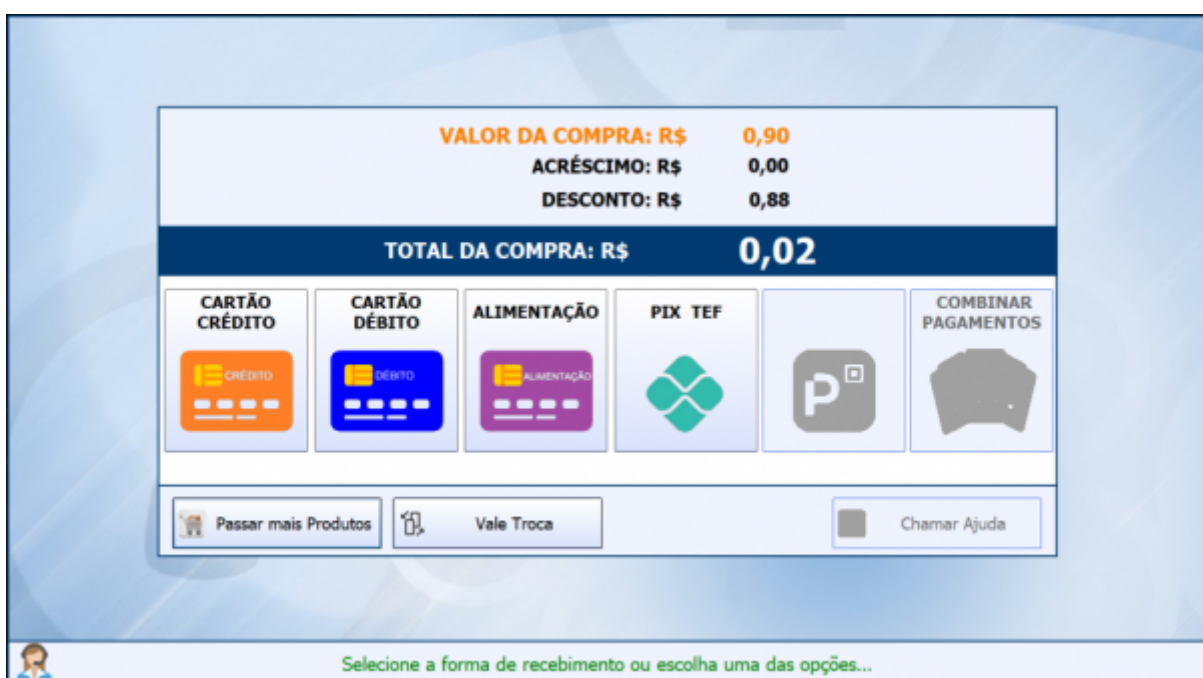 VALOR DA COMPRA: R$ 0,90
ACRÉSCIMO: R$ 0,00
DESCONTO: R$ 0,88
TOTAL DA COMPRA: R$ 0,02
CARTÃO CRÉDITO
CRÉDITO
CARTÃO DÉBITO
DÉBITO
ALIMENTAÇÃO
ALIMENTAÇÃO
PIX TEF
P
COMBINAR PAGAMENTOS
Passar mais Produtos
Vale Troca
Chamar Ajuda
Selecione a forma de recebimento ou escolha uma das opções...